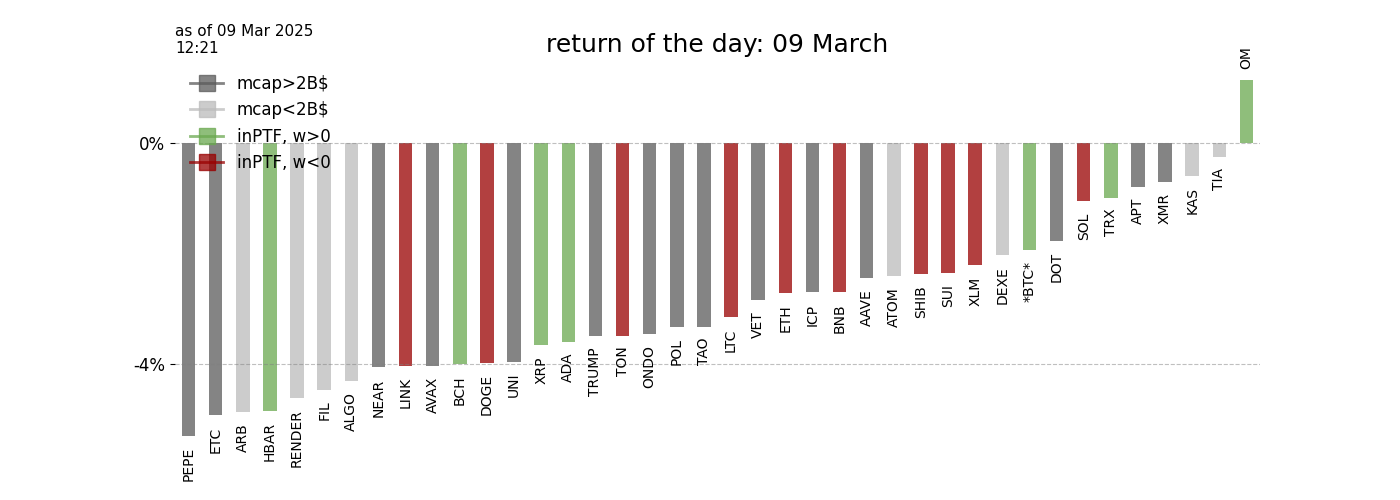 as of 09 Mar 2025
12:21
return of the day: 09 March
mcap>2B$
mcap<2B$
inPTF, w>0
inPTF, w<0
0%
-4%
PEPE
ETC
ARB
HBAR
RENDER
FIL
ALGO
NEAR
LINK
AVAX
BCH
DOGE
UNI
XRP
ADA
TRUMP
TON
ONDO
POL
TAO
LTC
VET
ETH
ICP
BNB
AAVE
ATOM
SHIB
SUI
XLM
DEXE
*BTC*
DOT
SOL
TRX
APT
XMR
KAS
TIA
OM